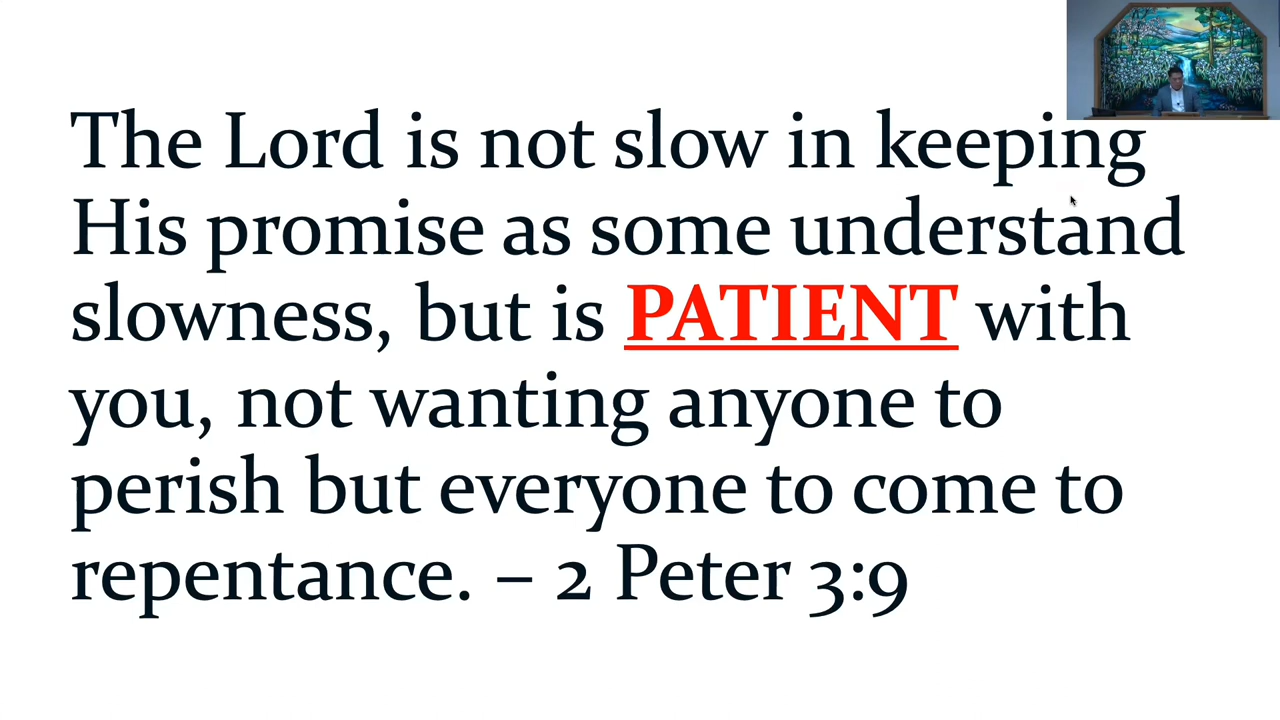 The Lord is not slow in keeping
His promise as some understand
slowness, but is PATIENT with
you, not wanting anyone to
perish but everyone to come to
repentance. – 2 Peter 3:9